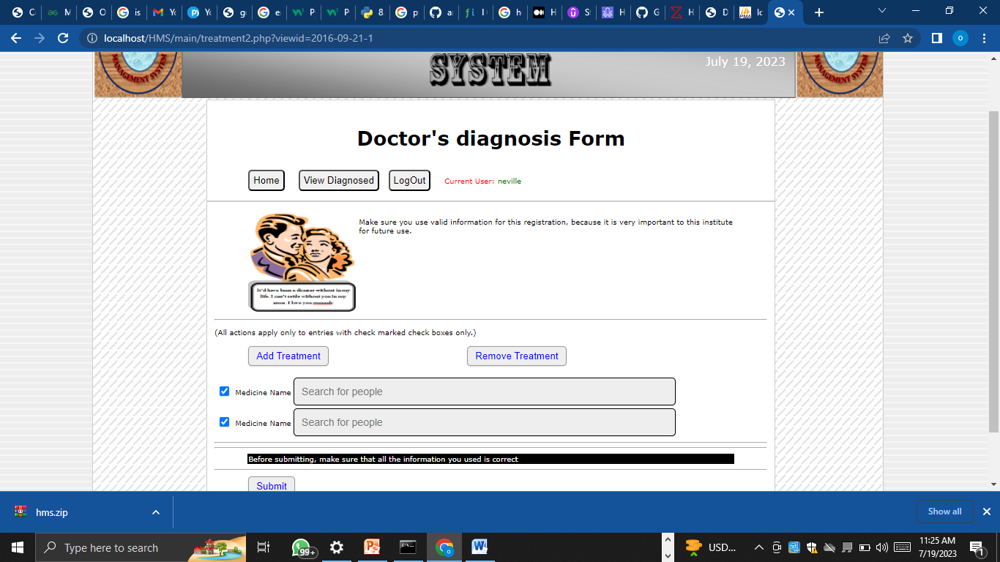 C
M
O
is
Yo
Yo
g
e
P
P
8
p
a
I
h
H
S
H
G
H
D
lo
localhost/HMS/main/treatment2.php?viewid=2016-09-21-1
o
MANAGEMENT SYSTEM
SYSTEM
July 19, 2023
MANAGEMENT SYSTEM
Doctor's diagnosis Form
Home
View Diagnosed
LogOut
Current User: neville
Make sure you use valid information for this registration, because it is very important to this institute
for future use.
It'd have been a disater without in my
life. I can't settle without you in my
arms. I love you
(All actions apply only to entries with check marked check boxes only.)
Add Treatment
Remove Treatment
Medicine Name
Search for people
Medicine Name
Search for people
Before submitting, make sure that all the information you used is correct
Submit
hms.zip
Show all
Type here to search
99+
USD...
11:25 AM
7/19/2023
1